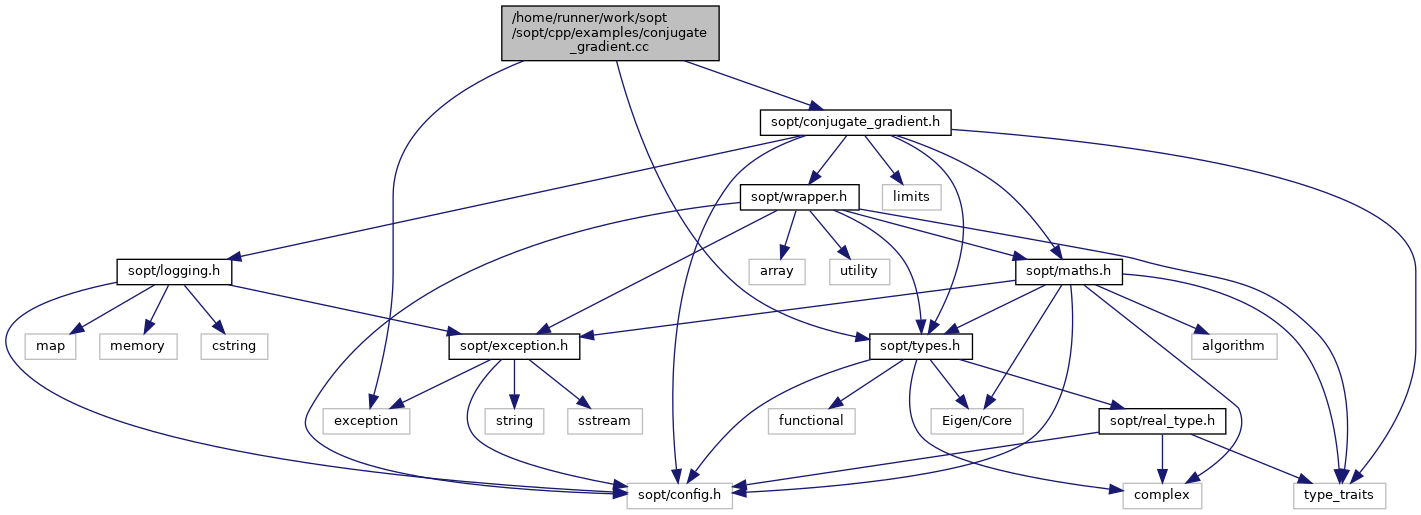 /home/runner/work/sopt
/sopt/cpp/examples/conjugate
_gradient.cc
sopt/conjugate_gradient.h
sopt/wrapper.h
limits
sopt/logging.h
array
utility
sopt/maths.h
map
memory
cstring
sopt/exception.h
sopt/types.h
algorithm
exception
string
sstream
functional
Eigen/Core
sopt/real_type.h
sopt/config.h
complex
type_traits